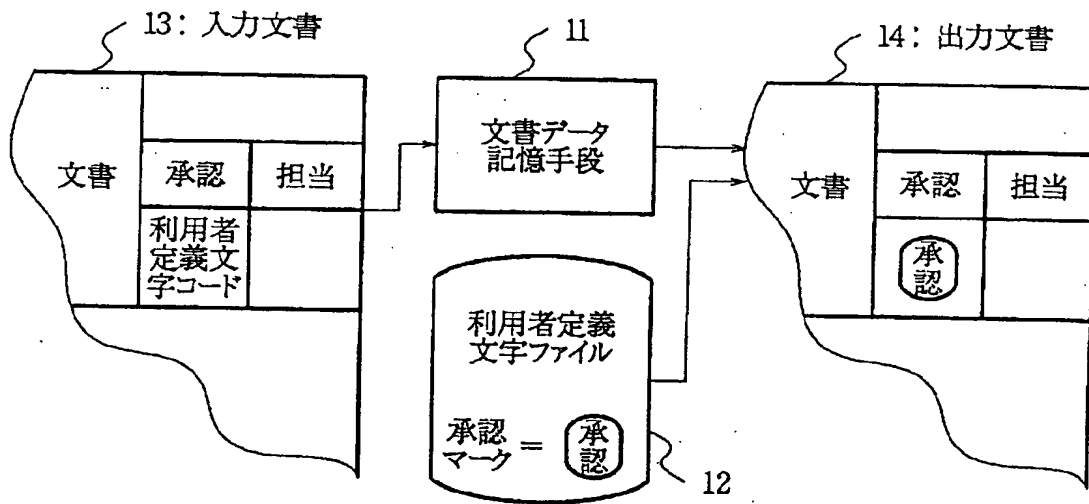 13: 入力文書
文書
承認
担当
利用者
定義文
字コード
11
文書データ
記憶手段
利用者定義
文字ファイル
承認
マーク
=
承
認
12
14: 出力文書
文書
承認
担当
承
認